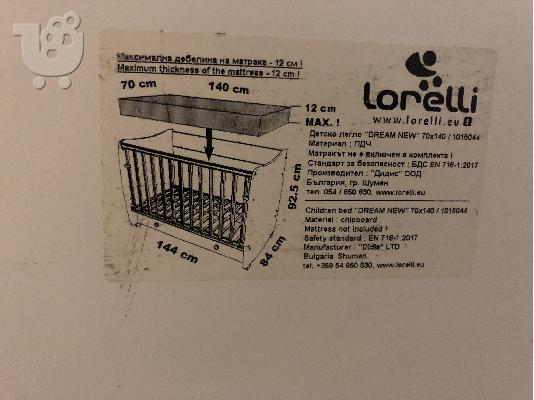 Максимална дебелина на матрака - 12 см !
Maximum thickness of the mattress - 12 cm !
70 cm
140 cm
12 cm
MAX. !
92.5 cm
144 cm
84 cm
lorelli
www.lorelli.eu
Детско легло "DREAM NEW" 70x140 / 1015044
Материал : ПДЧ
Матракът не е включен в комплекта !
Стандарт за безопасност : БДС EN 716-1:2017
Производител : "Дидис" ООД
България, гр. Шумен
тел. 054 / 850 830, www.lorelli.eu
Children bed "DREAM NEW" 70x140 / 1015044
Material : chipboard
Mattress not included !
Safety standard : EN 716-1:2017
Manufacturer : "Didis" LTD
Bulgaria, Shumen
tel. +359 54 850 830, www.lorelli.eu